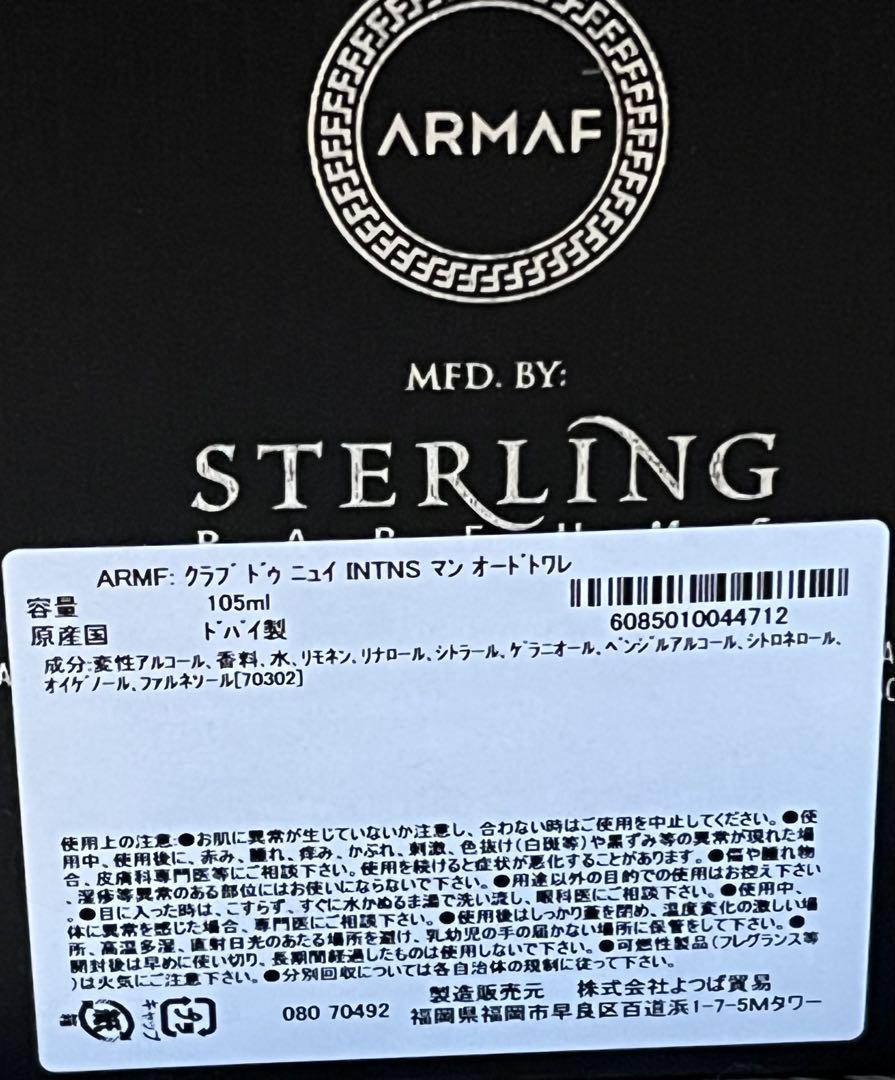 ARMAF
MFD. BY:
STERLING
ARMF: クラブ ドゥ ニュイ INTNS マン オードトワレ
容量 105ml
6085010044712
原産国 ドバイ製
成分:変性アルコール、香料、水、リモネン、リナロール、シトラール、ゲラニオール、ベンジルアルコール、シトロネロール、
オイゲノール、ファルネソール[70302]
使用上の注意:●お肌に異常が生じていないか注意し、合わない時はご使用を中止してください。●使
用中、使用後に、赤み、腫れ、痒み、かぶれ、刺激、色抜け(白斑等)や黒ずみ等の異常が現れた場
合、皮膚科専門医等にご相談下さい。使用を続けると症状が悪化することがあります。●傷や腫れ物
、湿疹等異常のある部位にはお使いにならないで下さい。●用途以外の目的での使用はお控え下さい
。●目に入った時は、こすらず、すぐに水かぬるま湯で洗い流し、眼科医にご相談下さい。●使用中、
体に異常を感じた場合、専門医にご相談下さい。●使用後はしっかり蓋を閉め、温度変化の激しい場
所、高温多湿、直射日光のあたる場所を避け、乳幼児の手の届かない場所に保管をして下さい。●
開封後は早めに使い切り、長期間経過したものは使用しないで下さい。●可燃性製品(フレグランス等
)は火気にご注意下さい。●分別回収については各自治体の規制に従って下さい。
箱 紙 キャップ プラ
080 70492
製造販売元 株式会社よつば貿易
福岡県福岡市早良区百道浜1-7-5Mタワー